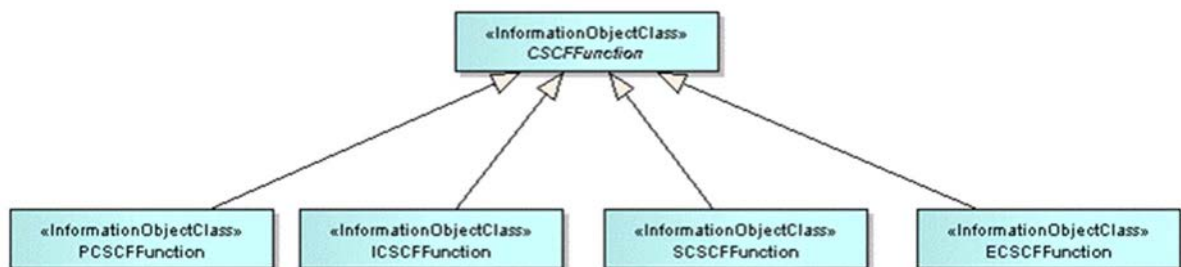 «InformationObjectClass»
CSCFFunction
«InformationObjectClass»
PCSCFFunction
«InformationObjectClass»
ICSCFFunction
«InformationObjectClass»
SCSCFFunction
«InformationObjectClass»
ECSCFFunction